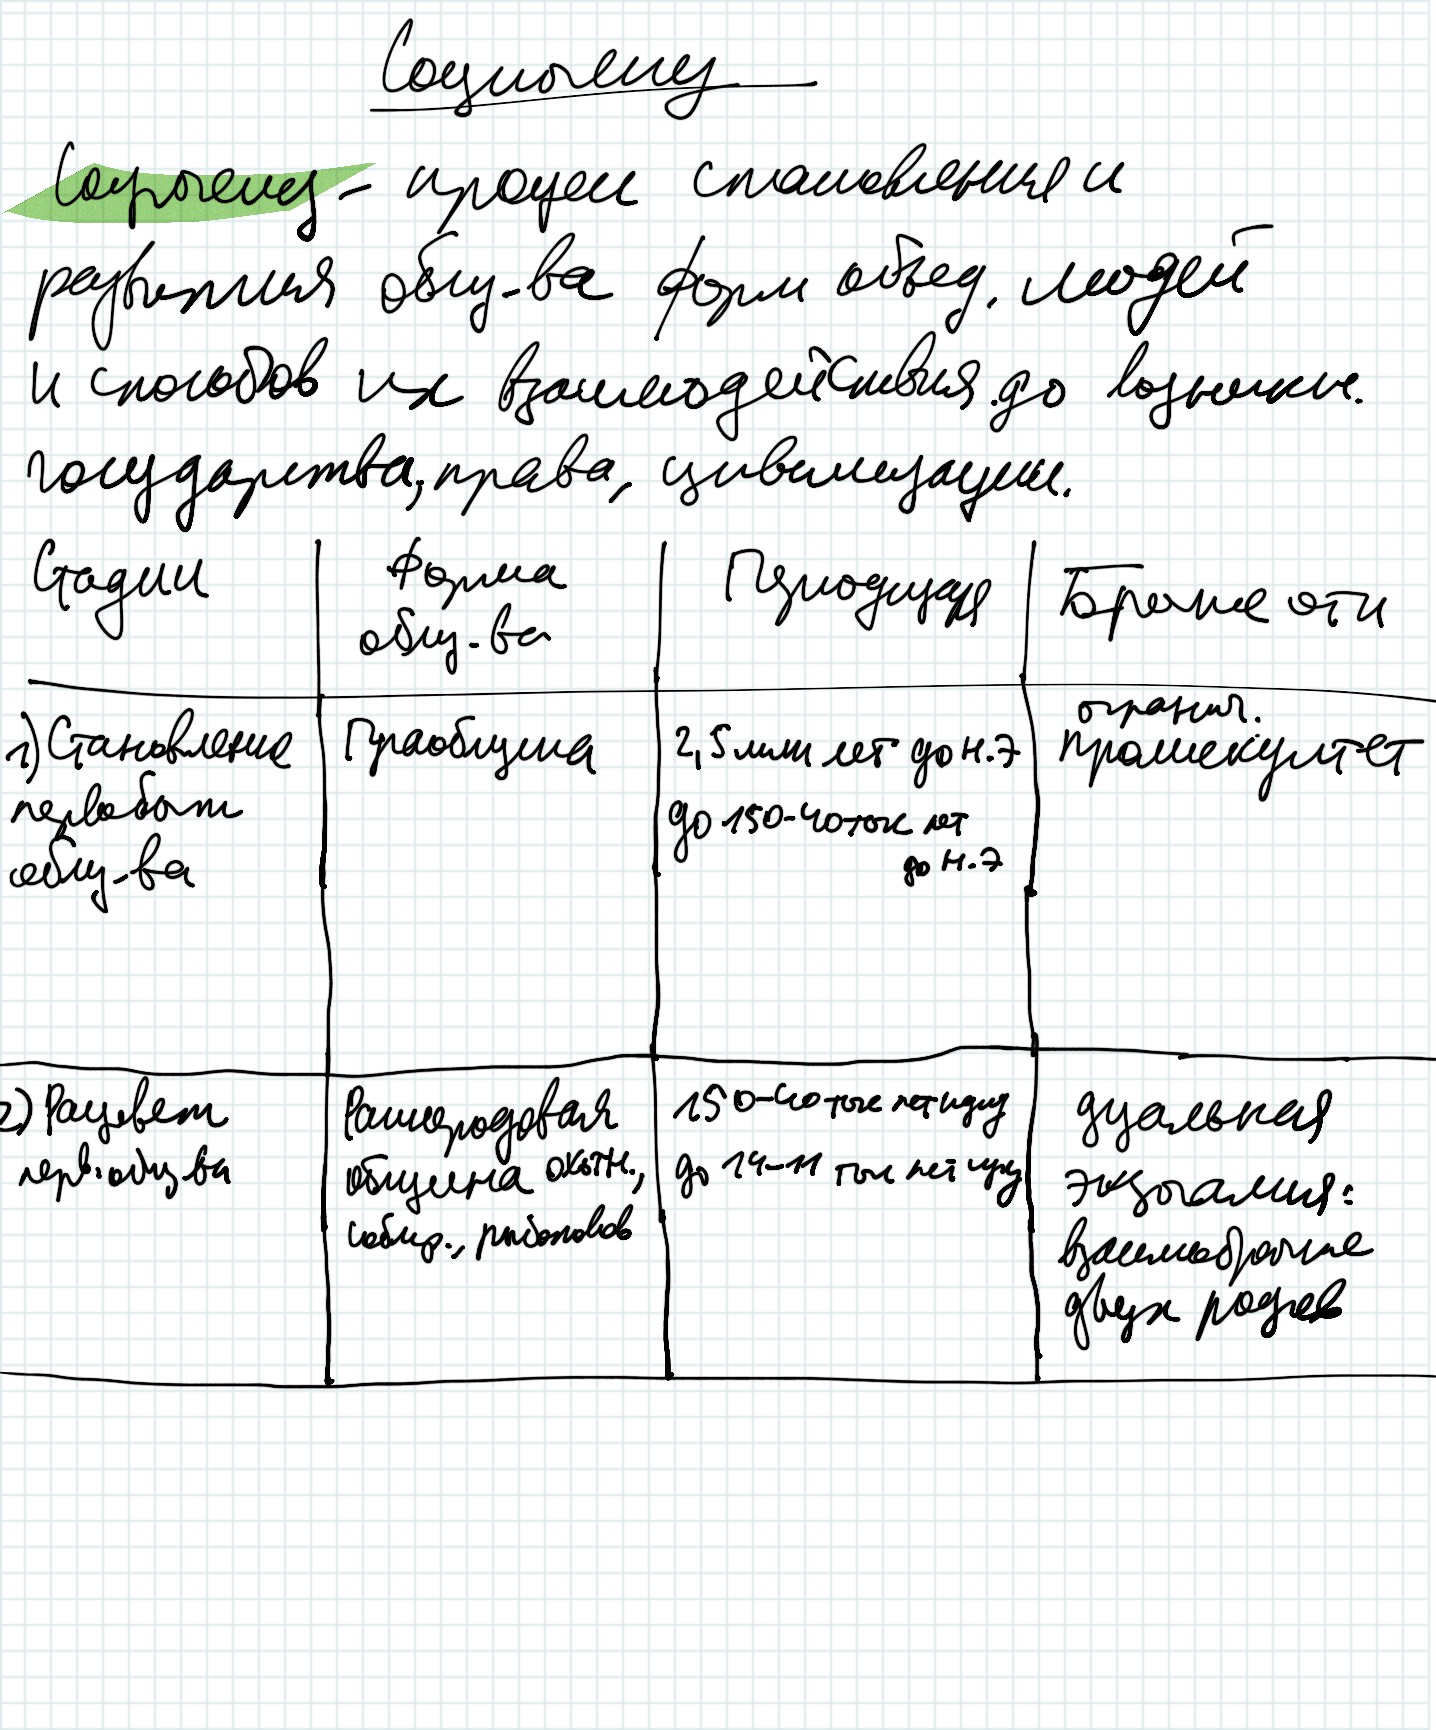 Социогенез
Социогенез - процесс становления и
развития общ-ва форм объед. людей
и способов их взаимодействия до возникн.
государства, права, цивилизации.
Стадии Форма Периодизация Брачные отн
общ-ва
1) Становление Праобщина 2,5 млн лет до н.э огранич.
первобыт до 150-40 тыс лет промискуитет
общ-ва до н.э
2) Расцвет Раннеродовая 150-40 тыс лет назад дуальная
перв. общ-ва община охотн., до 14-11 тыс лет назад экзогамия:
собир., рыболовов взаимобрачие
двух родов